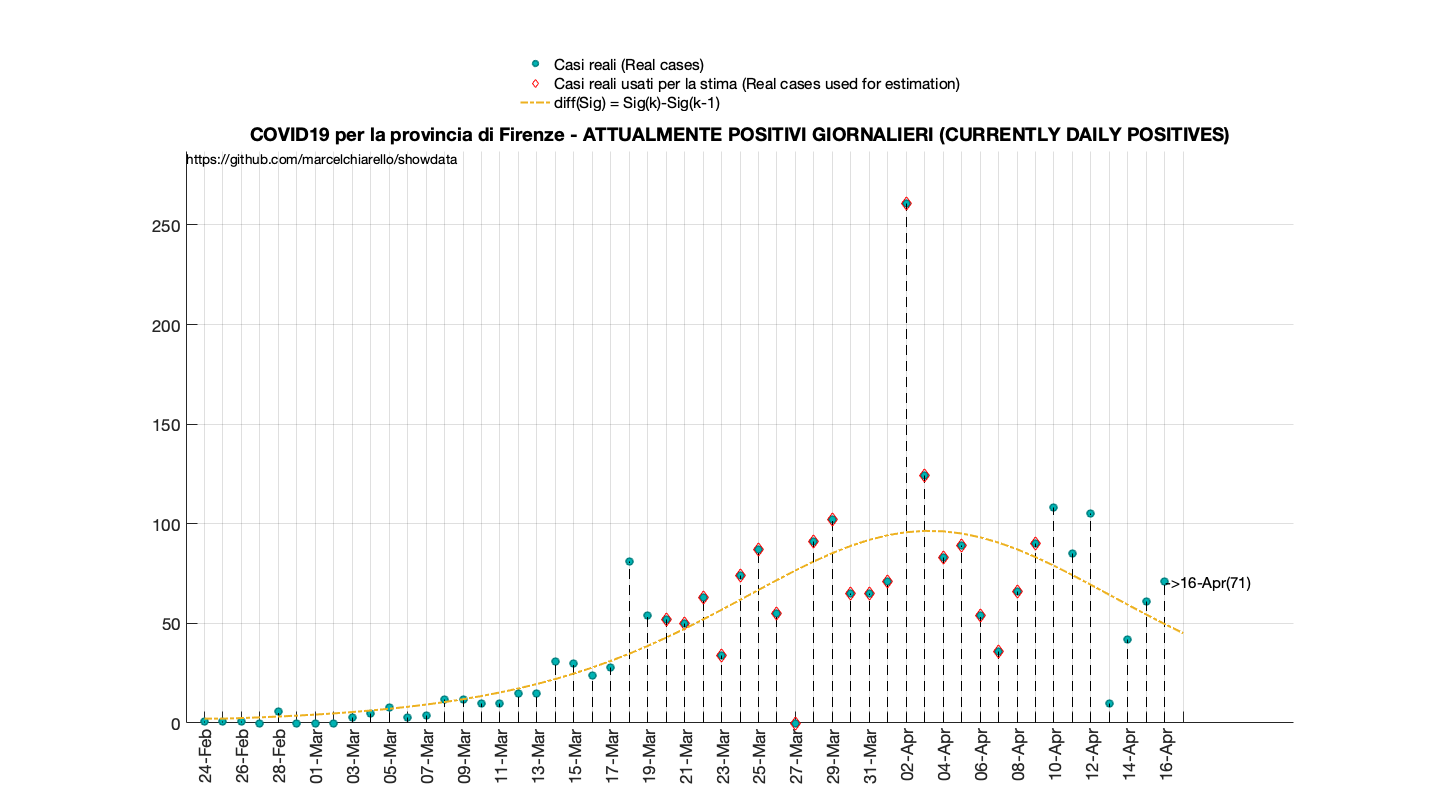 Casi reali (Real cases)
Casi reali usati per la stima (Real cases used for estimation)
diff(Sig) = Sig(k)-Sig(k-1)
COVID19 per la provincia di Firenze - ATTUALMENTE POSITIVI GIORNALIERI (CURRENTLY DAILY POSITIVES)
https://github.com/marcelchiarello/showdata
250
200
150
100
50
0
->16-Apr(71)
24-Feb
26-Feb
28-Feb
01-Mar
03-Mar
05-Mar
07-Mar
09-Mar
11-Mar
13-Mar
15-Mar
17-Mar
19-Mar
21-Mar
23-Mar
25-Mar
27-Mar
29-Mar
31-Mar
02-Apr
04-Apr
06-Apr
08-Apr
10-Apr
12-Apr
14-Apr
16-Apr